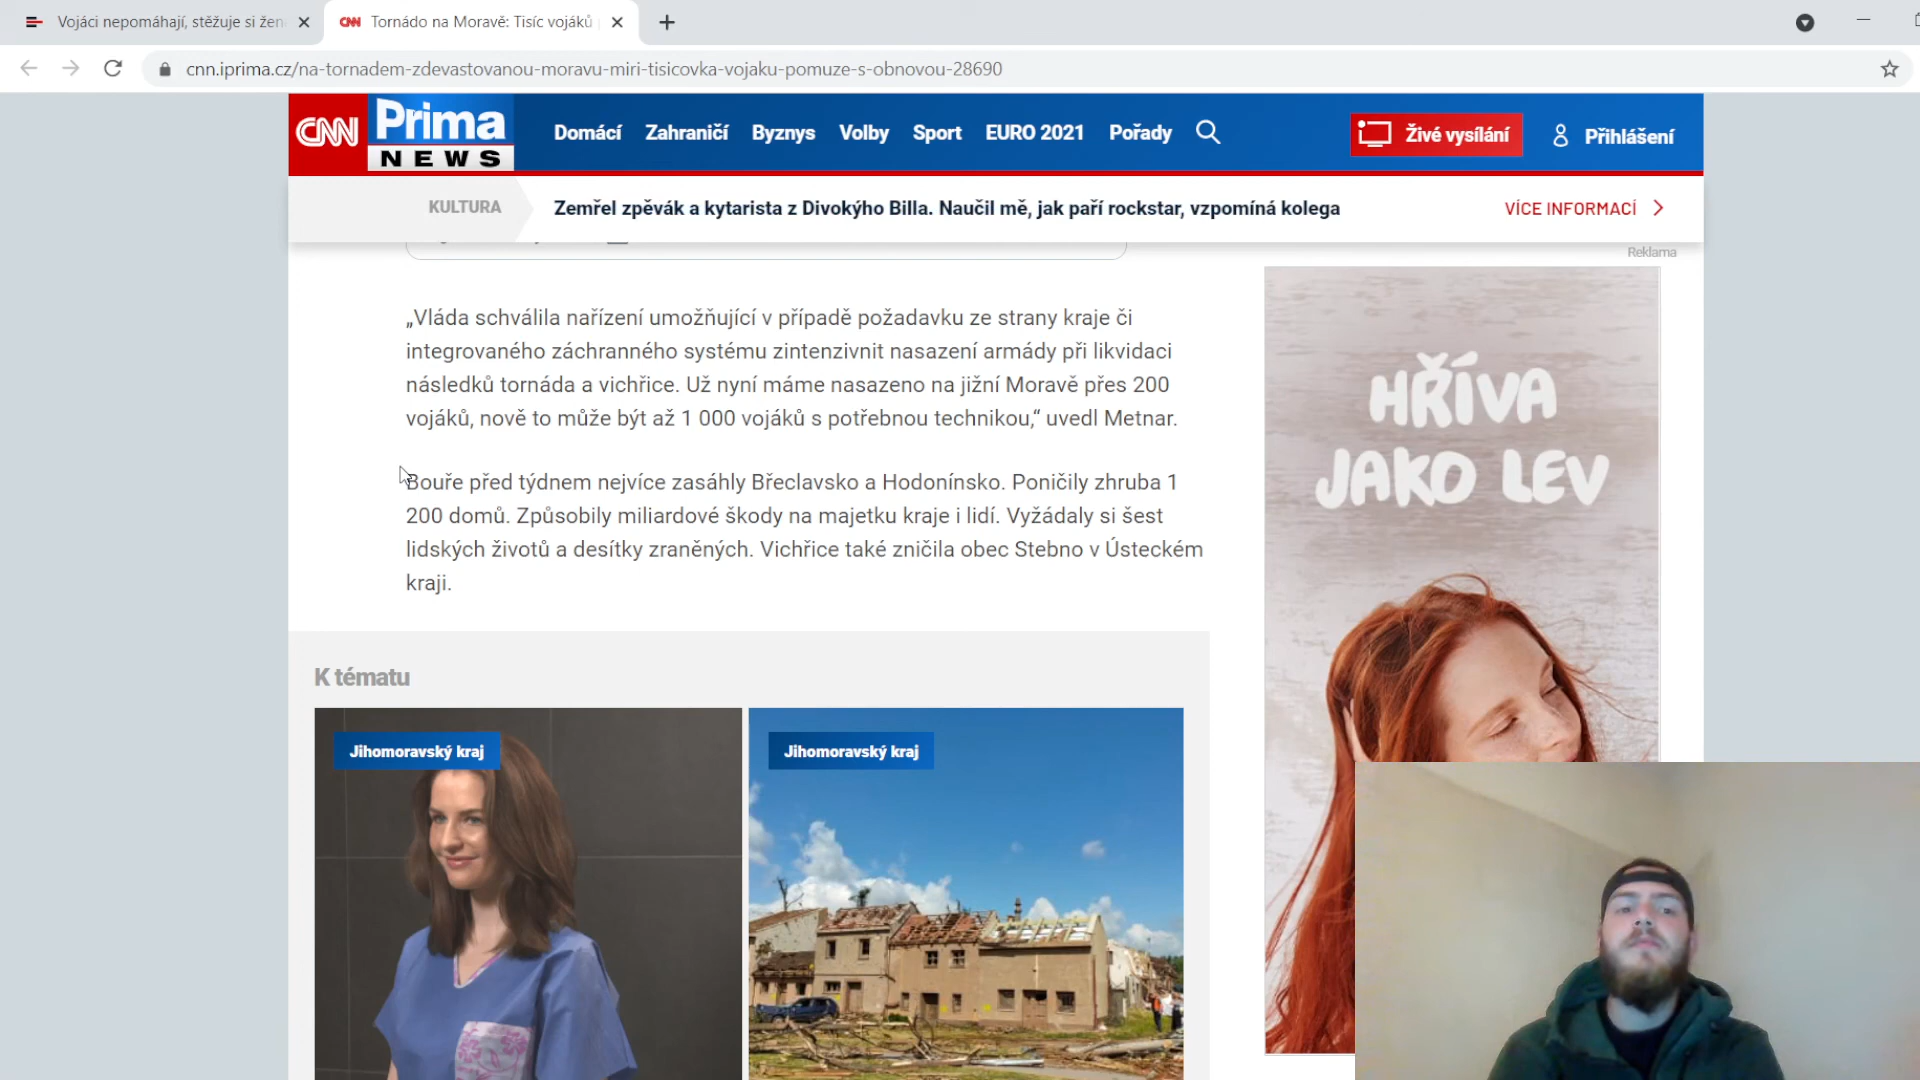 Vojáci nepomáhají, stěžuje si žen
Tornádo na Moravě: Tisíc vojáků
cnn.iprima.cz/na-tornadem-zdevastovanou-moravu-miri-tisicovka-vojaku-pomuze-s-obnovou-28690
CNN Prima NEWS
Domácí Zahraničí Byznys Volby Sport EURO 2021 Pořady
Živé vysílání
Přihlášení
KULTURA
Zemřel zpěvák a kytarista z Divokýho Billa. Naučil mě, jak paří rockstar, vzpomíná kolega
VÍCE INFORMACÍ
Reklama
„Vláda schválila nařízení umožňující v případě požadavku ze strany kraje či
integrovaného záchranného systému zintenzivnit nasazení armády při likvidaci
následků tornáda a vichřice. Už nyní máme nasazeno na jižní Moravě přes 200
vojáků, nově to může být až 1 000 vojáků s potřebnou technikou,“ uvedl Metnar.
Bouře před týdnem nejvíce zasáhly Břeclavsko a Hodonínsko. Poničily zhruba 1
200 domů. Způsobily miliardové škody na majetku kraje i lidí. Vyžádaly si šest
lidských životů a desítky zraněných. Vichřice také zničila obec Stebno v Ústeckém
kraji.
HŘÍVA
JAKO LEV
K tématu
Jihomoravský kraj
Jihomoravský kraj